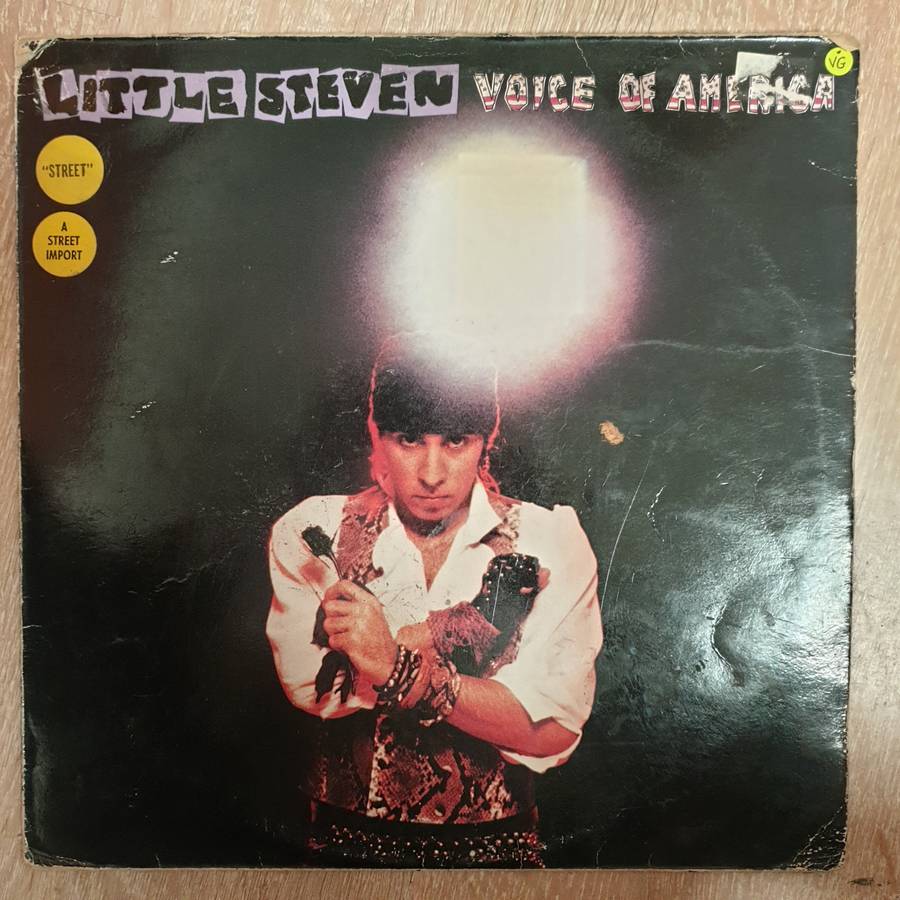 LITTLE STEVEN VOICE OF AMERICA
VG
“STREET”
A
STREET
IMPORT